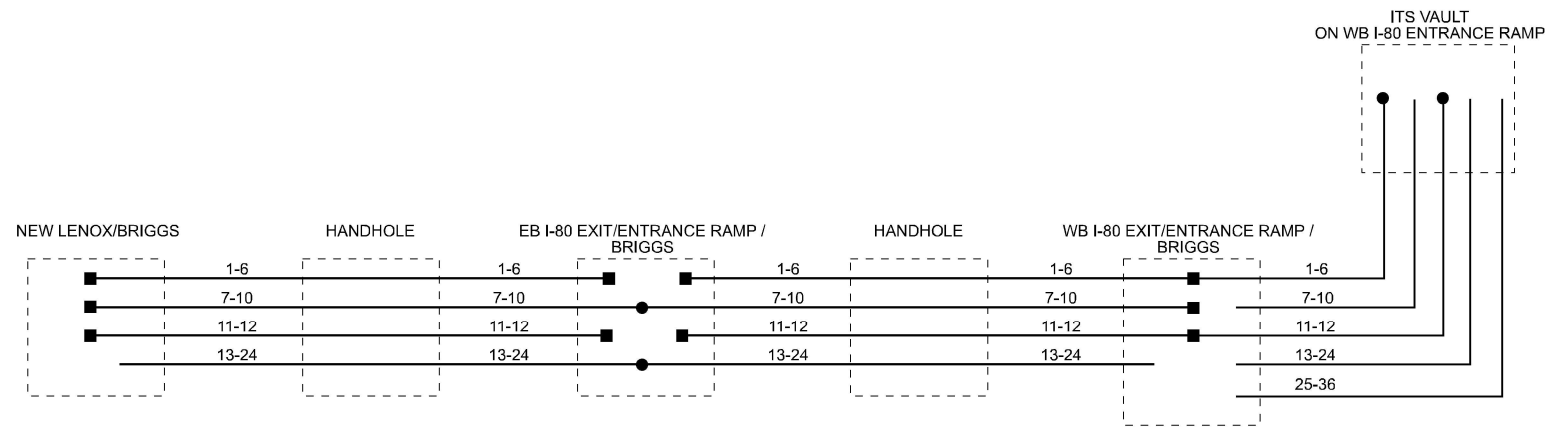 ITS VAULT
ON WB I-80 ENTRANCE RAMP
NEW LENOX/BRIGGS
HANDHOLE
EB I-80 EXIT/ENTRANCE RAMP /
BRIGGS
HANDHOLE
WB I-80 EXIT/ENTRANCE RAMP /
BRIGGS
1-6 1-6 1-6 1-6 1-6
7-10 7-10 7-10 7-10 7-10
11-12 11-12 11-12 11-12 11-12
13-24 13-24 13-24 13-24 13-24
25-36